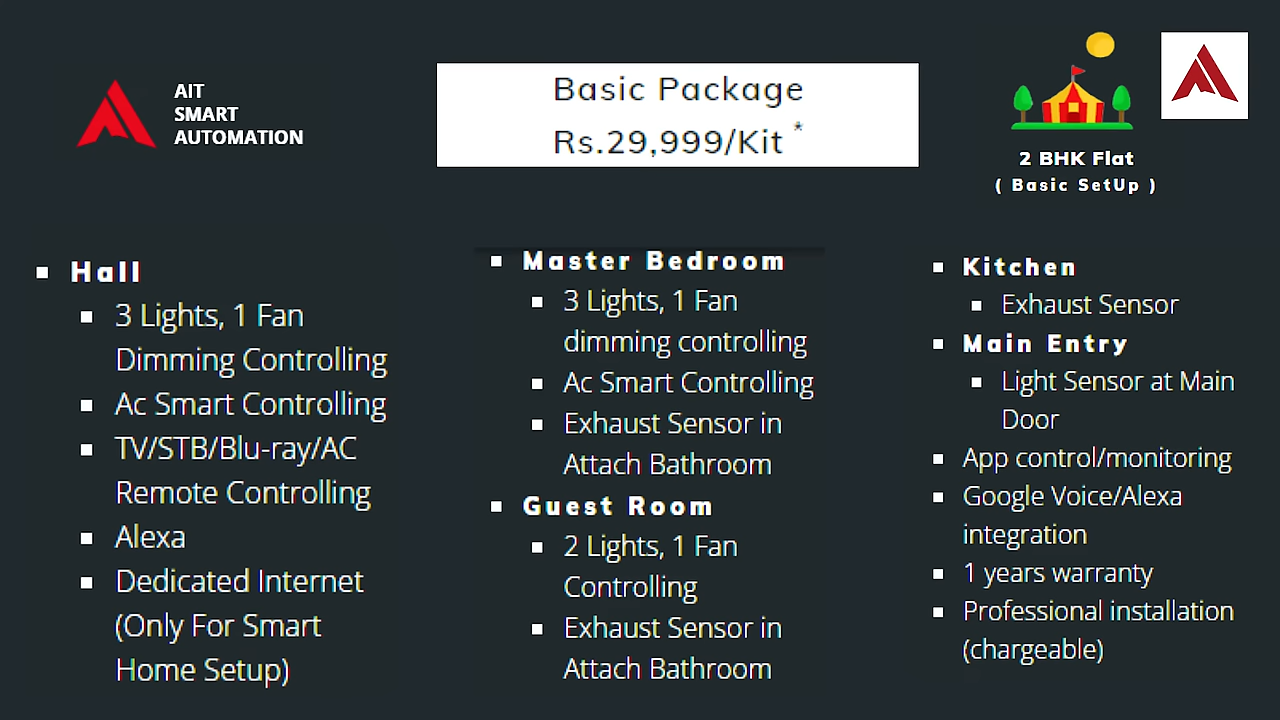 AIT
SMART
AUTOMATION
Basic Package
Rs.29,999/Kit *
2 BHK Flat
( Basic SetUp )
▪ Hall
▪ 3 Lights, 1 Fan
Dimming Controlling
▪ Ac Smart Controlling
▪ TV/STB/Blu-ray/AC
Remote Controlling
▪ Alexa
▪ Dedicated Internet
(Only For Smart
Home Setup)
▪ Master Bedroom
▪ 3 Lights, 1 Fan
dimming controlling
▪ Ac Smart Controlling
▪ Exhaust Sensor in
Attach Bathroom
▪ Guest Room
▪ 2 Lights, 1 Fan
Controlling
▪ Exhaust Sensor in
Attach Bathroom
▪ Kitchen
▪ Exhaust Sensor
▪ Main Entry
▪ Light Sensor at Main
Door
▪ App control/monitoring
▪ Google Voice/Alexa
integration
▪ 1 years warranty
▪ Professional installation
(chargeable)